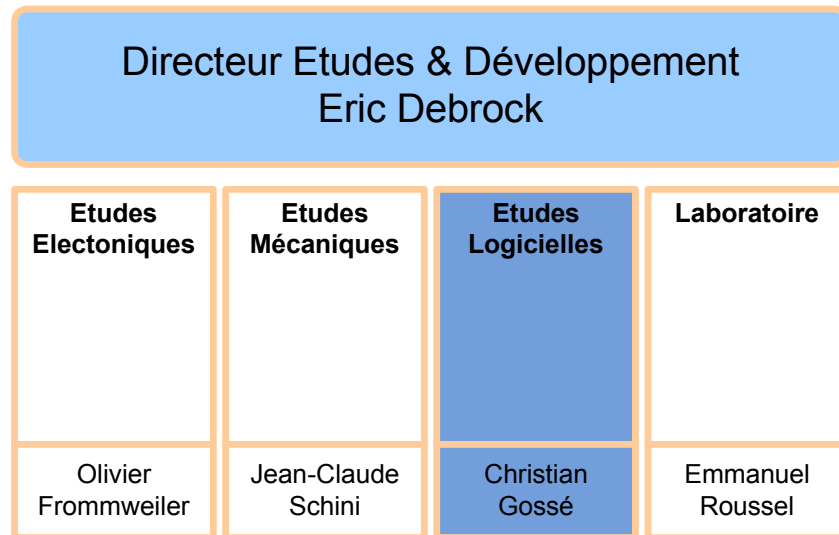 Directeur Etudes & Développement
Eric Debrock
Etudes
Electoniques
Etudes
Mécaniques
Etudes
Logicielles
Laboratoire
Olivier
Frommweiler
Jean-Claude
Schini
Christian
Gossé
Emmanuel
Roussel